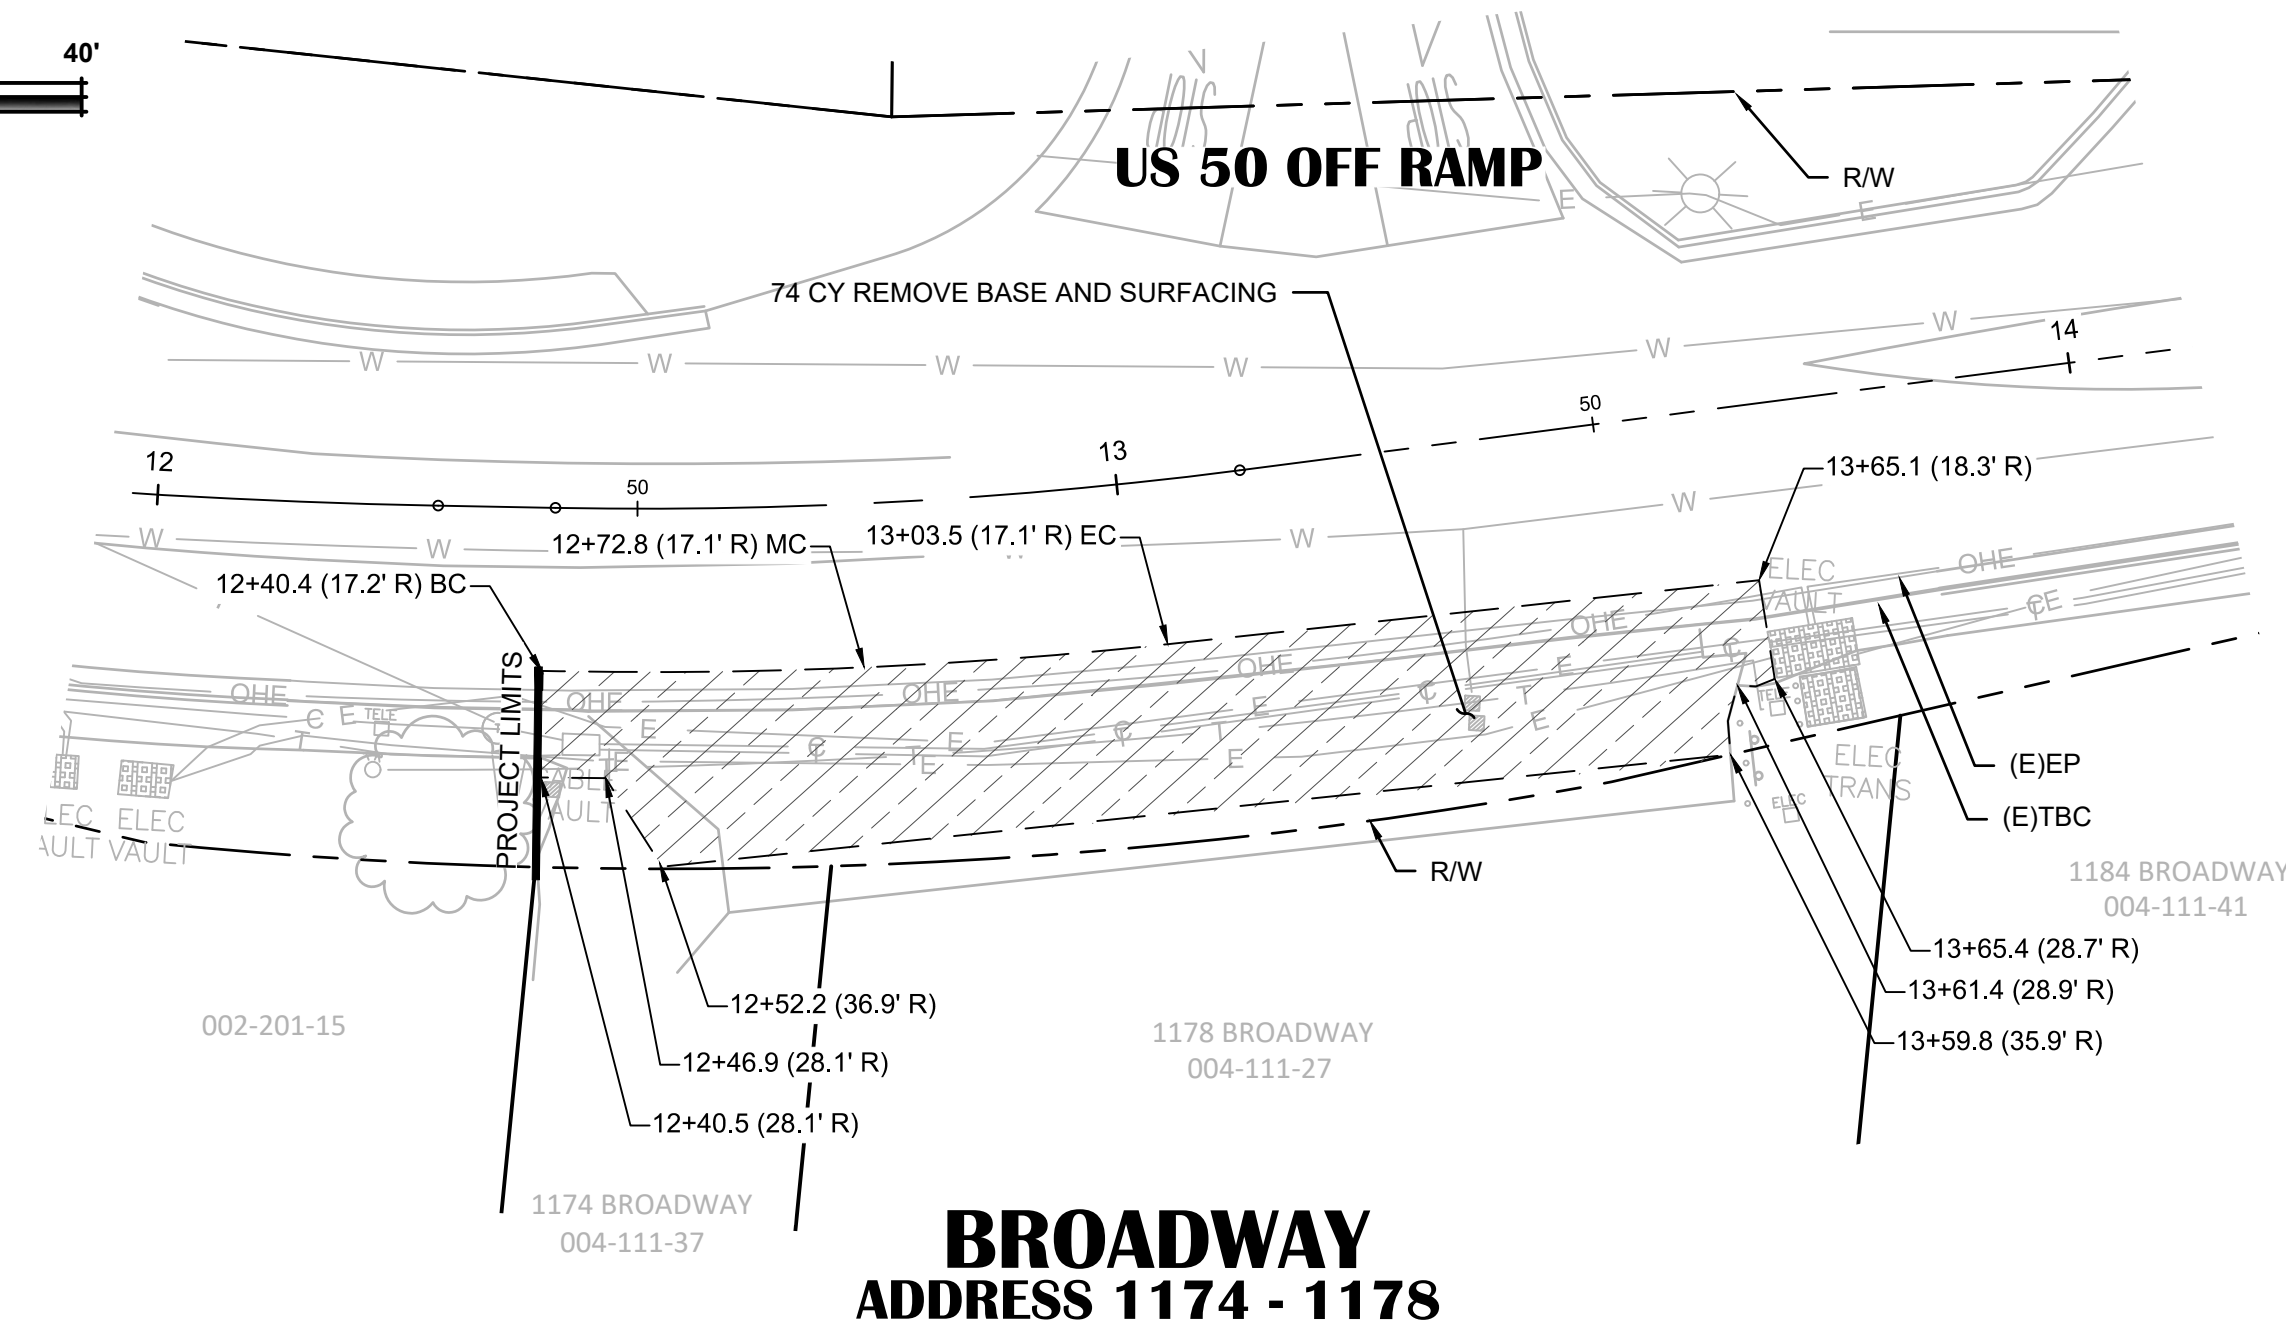 40'
US 50 OFF RAMP
R/W
E
E
74 CY REMOVE BASE AND SURFACING
W
W
W
W
W
W
14
50
13
12
50
13+65.1 (18.3' R)
W
W
W
W
12+72.8 (17.1' R) MC
13+03.5 (17.1' R) EC
12+40.4 (17.2' R) BC
ELEC
VAULT
OHE
OHE
OHE
OHE
OHE
OHE
PROJECT LIMITS
TELE
C
E
T
E
E
E
E
E
E
E
E
T
T
TELE
ELEC
TRANS
ELEC
(E)EP
(E)TBC
ELEC
VAULT
R/W
1184 BROADWAY
004-111-41
13+65.4 (28.7' R)
13+61.4 (28.9' R)
13+59.8 (35.9' R)
12+52.2 (36.9' R)
12+46.9 (28.1' R)
12+40.5 (28.1' R)
002-201-15
1178 BROADWAY
004-111-27
1174 BROADWAY
004-111-37
BROADWAY
ADDRESS 1174 - 1178